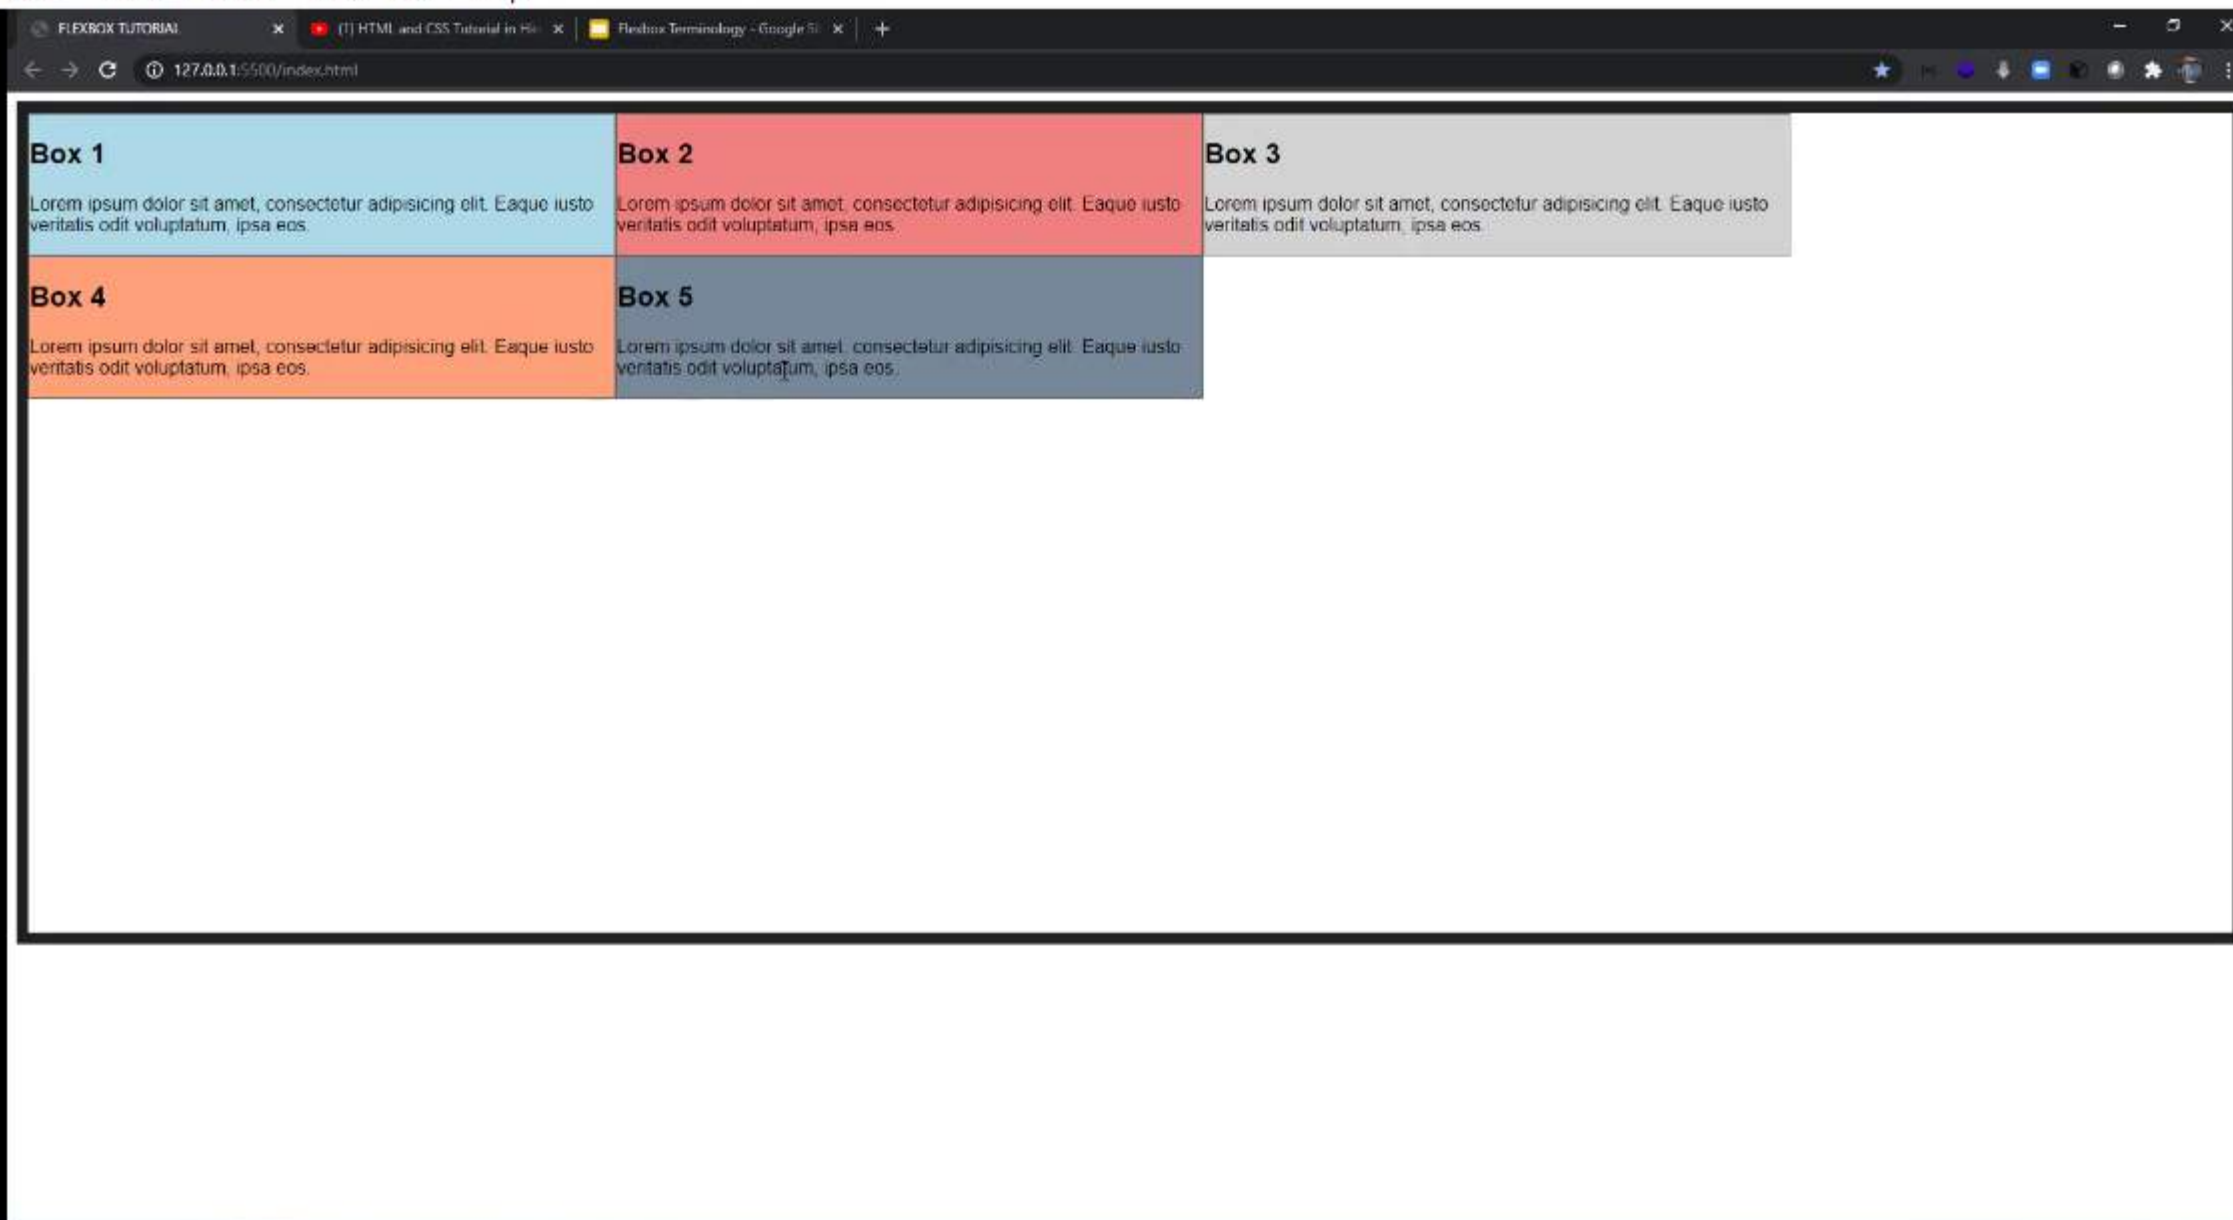 FLEXBOX TUTORIAL
(1) HTML and CSS Tutorial in Hi
Flexbox Terminology - Google Sl
127.0.0.1:5500/index.html
Box 1
Box 2
Box 3
Lorem ipsum dolor sit amet, consectetur adipisicing elit. Eaque iusto
veritatis odit voluptatum, ipsa eos.
Lorem ipsum dolor sit amet, consectetur adipisicing elit. Eaque iusto
veritatis odit voluptatum, ipsa eos.
Lorem ipsum dolor sit amet, consectetur adipisicing elit. Eaque iusto
veritatis odit voluptatum, ipsa eos.
Box 4
Box 5
Lorem ipsum dolor sit amet, consectetur adipisicing elit. Eaque iusto
veritatis odit voluptatum, ipsa eos.
Lorem ipsum dolor sit amet, consectetur adipisicing elit. Eaque iusto
veritatis odit voluptatum, ipsa eos.